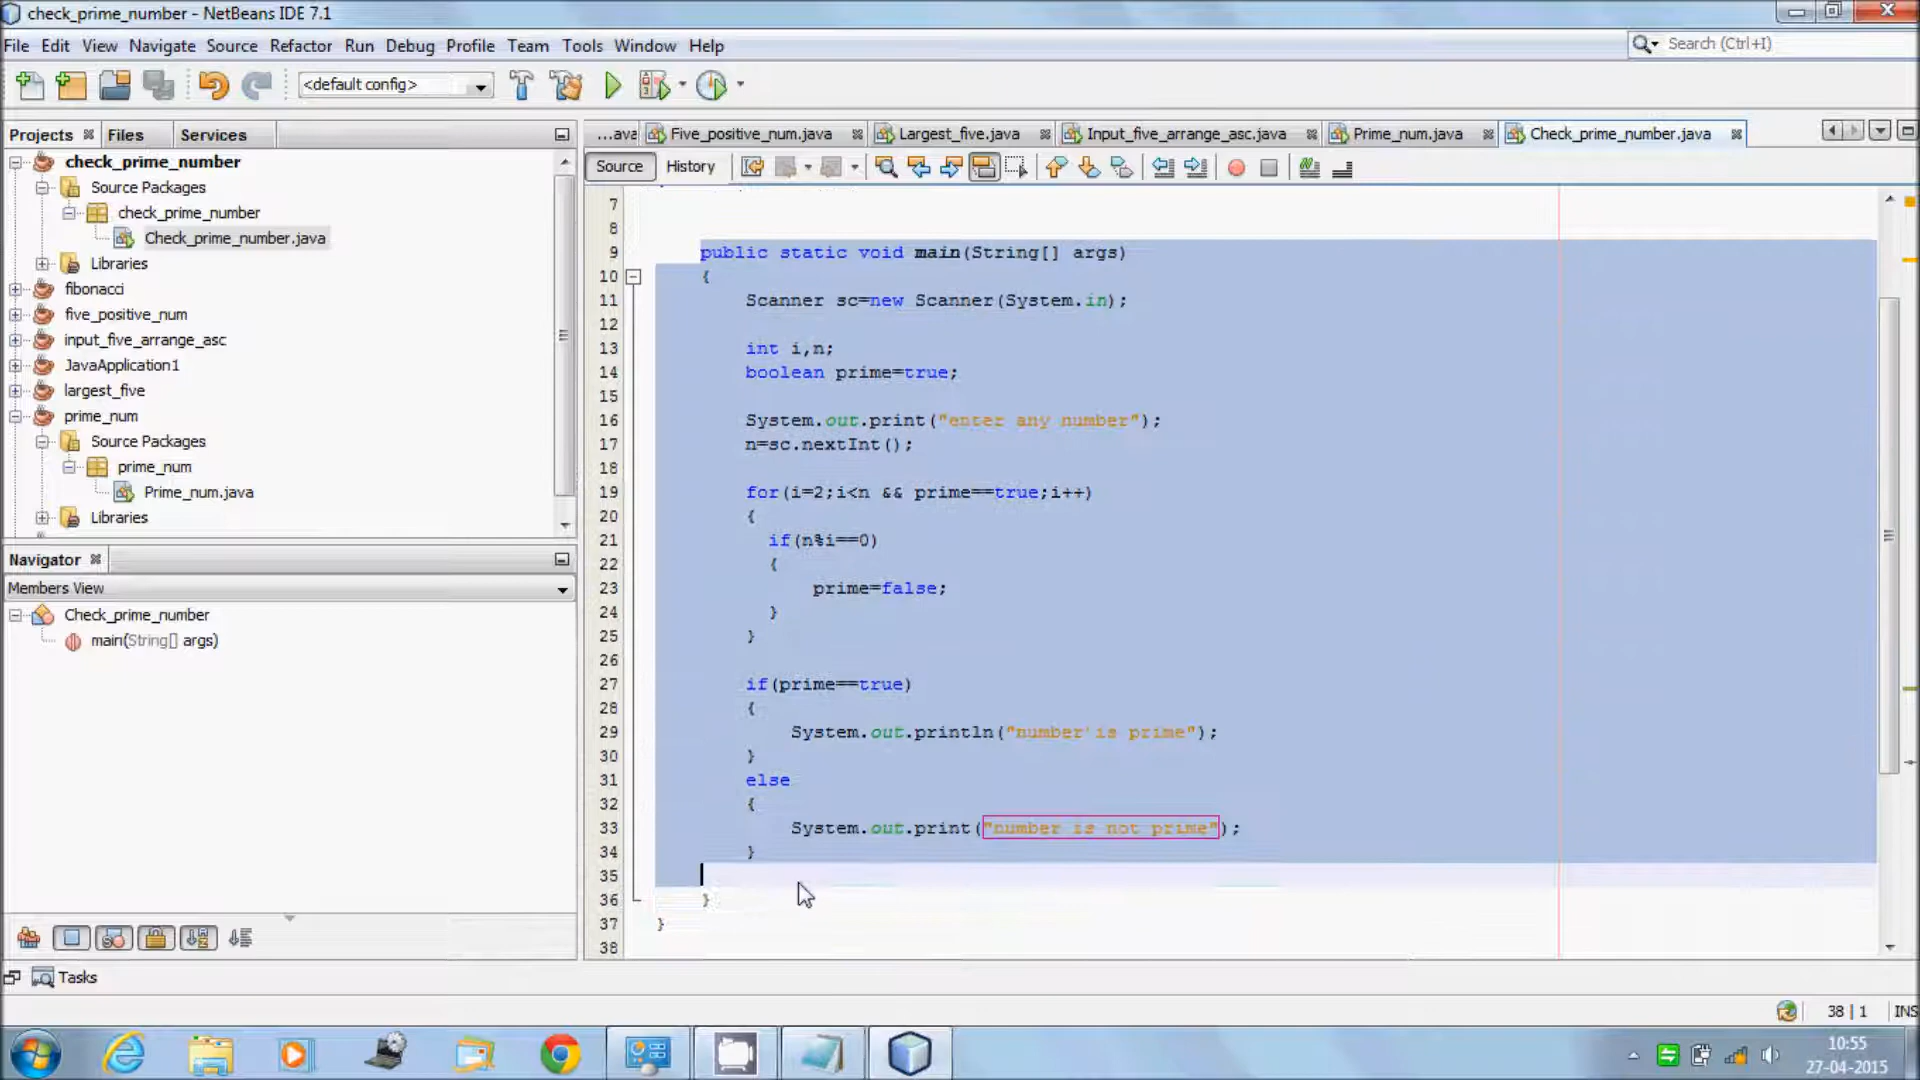 check_prime_number - NetBeans IDE 7.1
File Edit View Navigate Source Refactor Run Debug Profile Team Tools Window Help
Search (Ctrl+I)
<default config>
Projects Files Services
check_prime_number
Source Packages
check_prime_number
Check_prime_number.java
Libraries
fibonacci
five_positive_num
input_five_arrange_asc
JavaApplication1
largest_five
prime_num
Source Packages
prime_num
Prime_num.java
Libraries
Navigator
Members View
Check_prime_number
main(String[] args)
...ava Five_positive_num.java Largest_five.java Input_five_arrange_asc.java Prime_num.java Check_prime_number.java
Source History
7
8
9 public static void main(String[] args)
10 {
11 Scanner sc=new Scanner(System.in);
12
13 int i,n;
14 boolean prime=true;
15
16 System.out.print("enter any number");
17 n=sc.nextInt();
18
19 for(i=2;i<n && prime==true;i++)
20 {
21 if(n%i==0)
22 {
23 prime=false;
24 }
25 }
26
27 if(prime==true)
28 {
29 System.out.println("number'is prime");
30 }
31 else
32 {
33 System.out.print("number is not prime");
34 }
35
36 }
37 }
38
Tasks
38 | 1 INS
10:55
27-04-2015